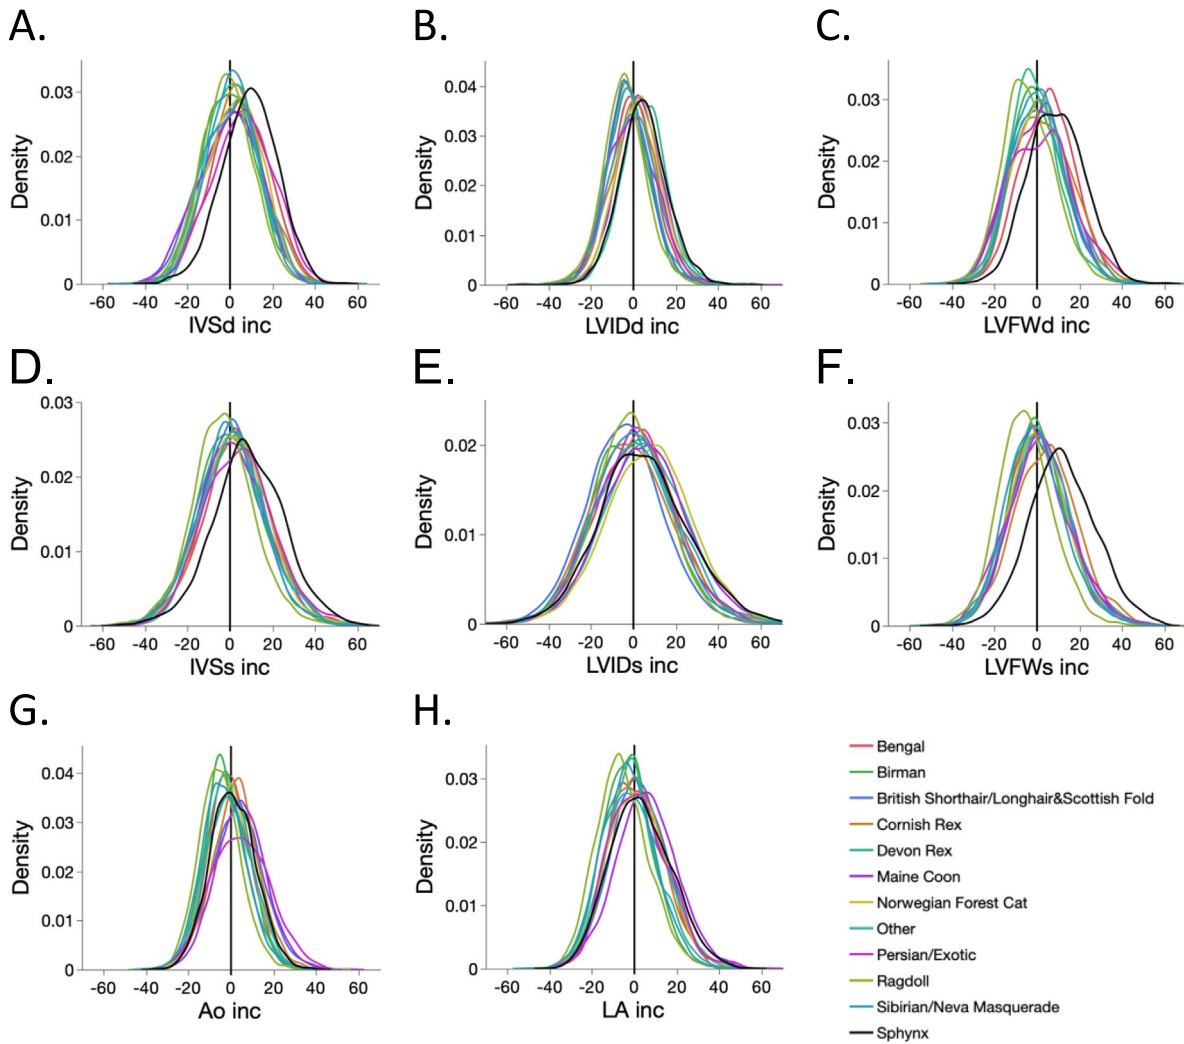 A.
B.
C.
Density
0.03
0.02
0.01
0
-60 -40 -20 0 20 40 60
IVSd inc
Density
0.04
0.03
0.02
0.01
0
-60 -40 -20 0 20 40 60
LVIDd inc
Density
0.03
0.02
0.01
0
-60 -40 -20 0 20 40 60
LVFWd inc
D.
E.
F.
Density
0.03
0.02
0.01
0
-60 -40 -20 0 20 40 60
IVSs inc
Density
0.02
0.01
0
-60 -40 -20 0 20 40 60
LVIDs inc
Density
0.03
0.02
0.01
0
-60 -40 -20 0 20 40 60
LVFWs inc
G.
H.
Density
0.04
0.03
0.02
0.01
0
-60 -40 -20 0 20 40 60
Ao inc
Density
0.03
0.02
0.01
0
-60 -40 -20 0 20 40 60
LA inc
Bengal
Birman
British Shorthair/Longhair&Scottish Fold
Cornish Rex
Devon Rex
Maine Coon
Norwegian Forest Cat
Other
Persian/Exotic
Ragdoll
Sibirian/Neva Masquerade
Sphynx